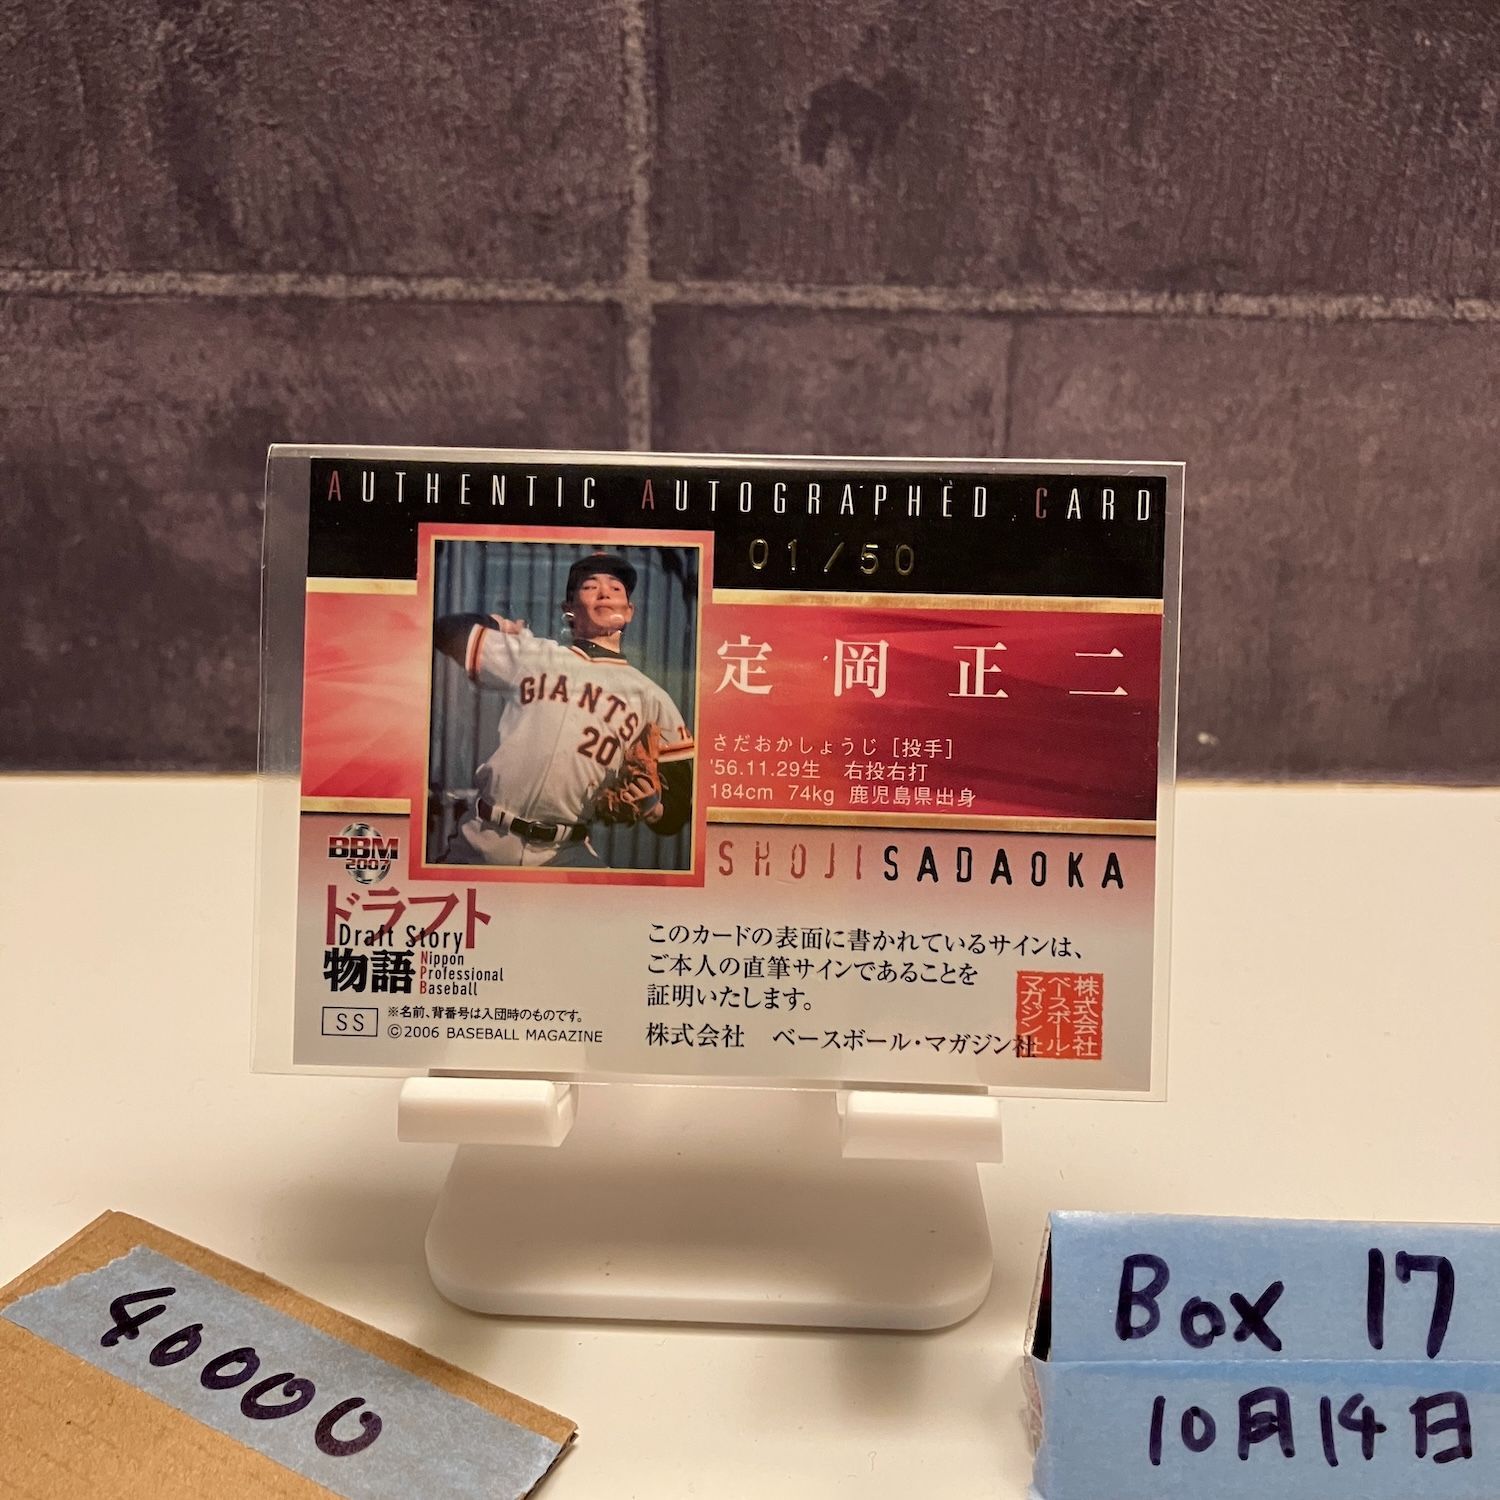 AUTHENTIC AUTOGRAPHED CARD
01/50
GIANTS
20
定岡正二
さだおかしょうじ [投手]
'56.11.29生 右投右打
184cm 74kg 鹿児島県出身
SHOJI SADAOKA
BBM
2007
ドラフト
Draft Story
物語
Nippon
Professional
Baseball
SS
※名前、背番号は入団時のものです。
©2006 BASEBALL MAGAZINE
このカードの表面に書かれているサインは、
ご本人の直筆サインであることを
証明いたします。
株式会社 ベースボール・マガジン社
株式会社
ベースボール・
マガジン社
40000
Box 17
10月14日